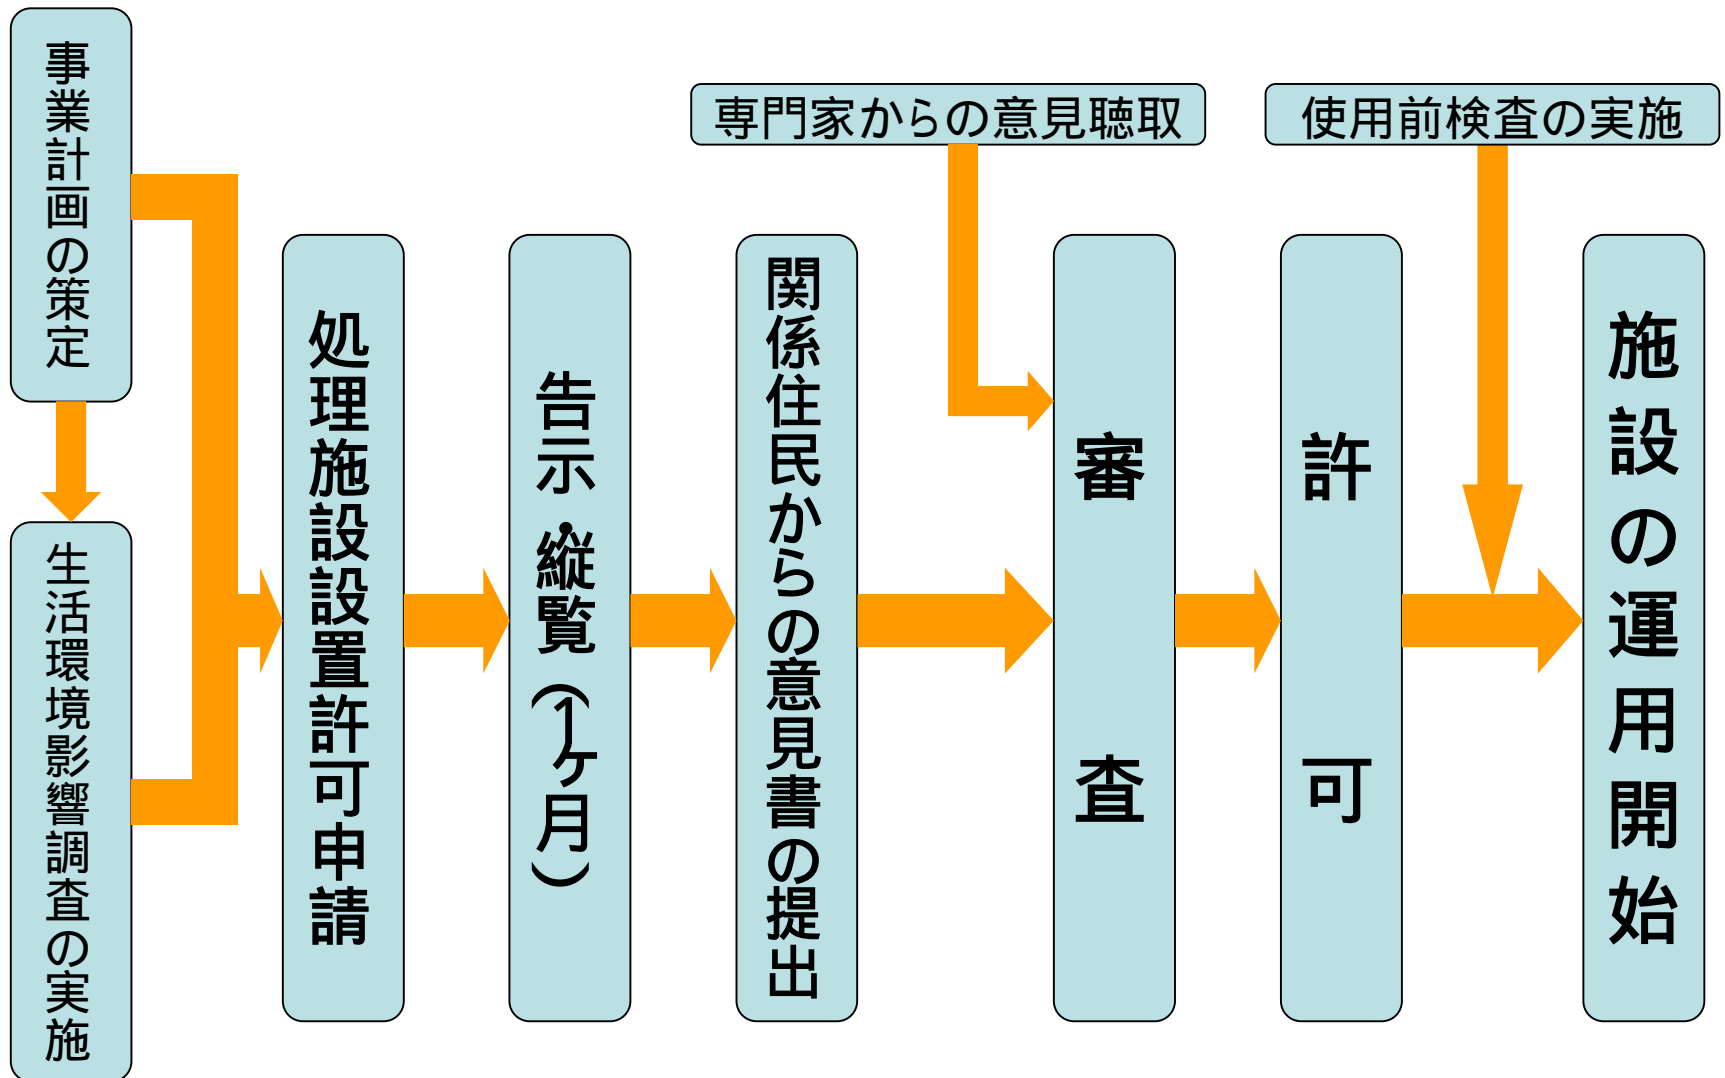 事業計画の策定
生活環境影響調査の実施
処理施設設置許可申請
告示・縦覧(1ヶ月)
関係住民からの意見書の提出
専門家からの意見聴取
審査
許可
使用前検査の実施
施設の運用開始